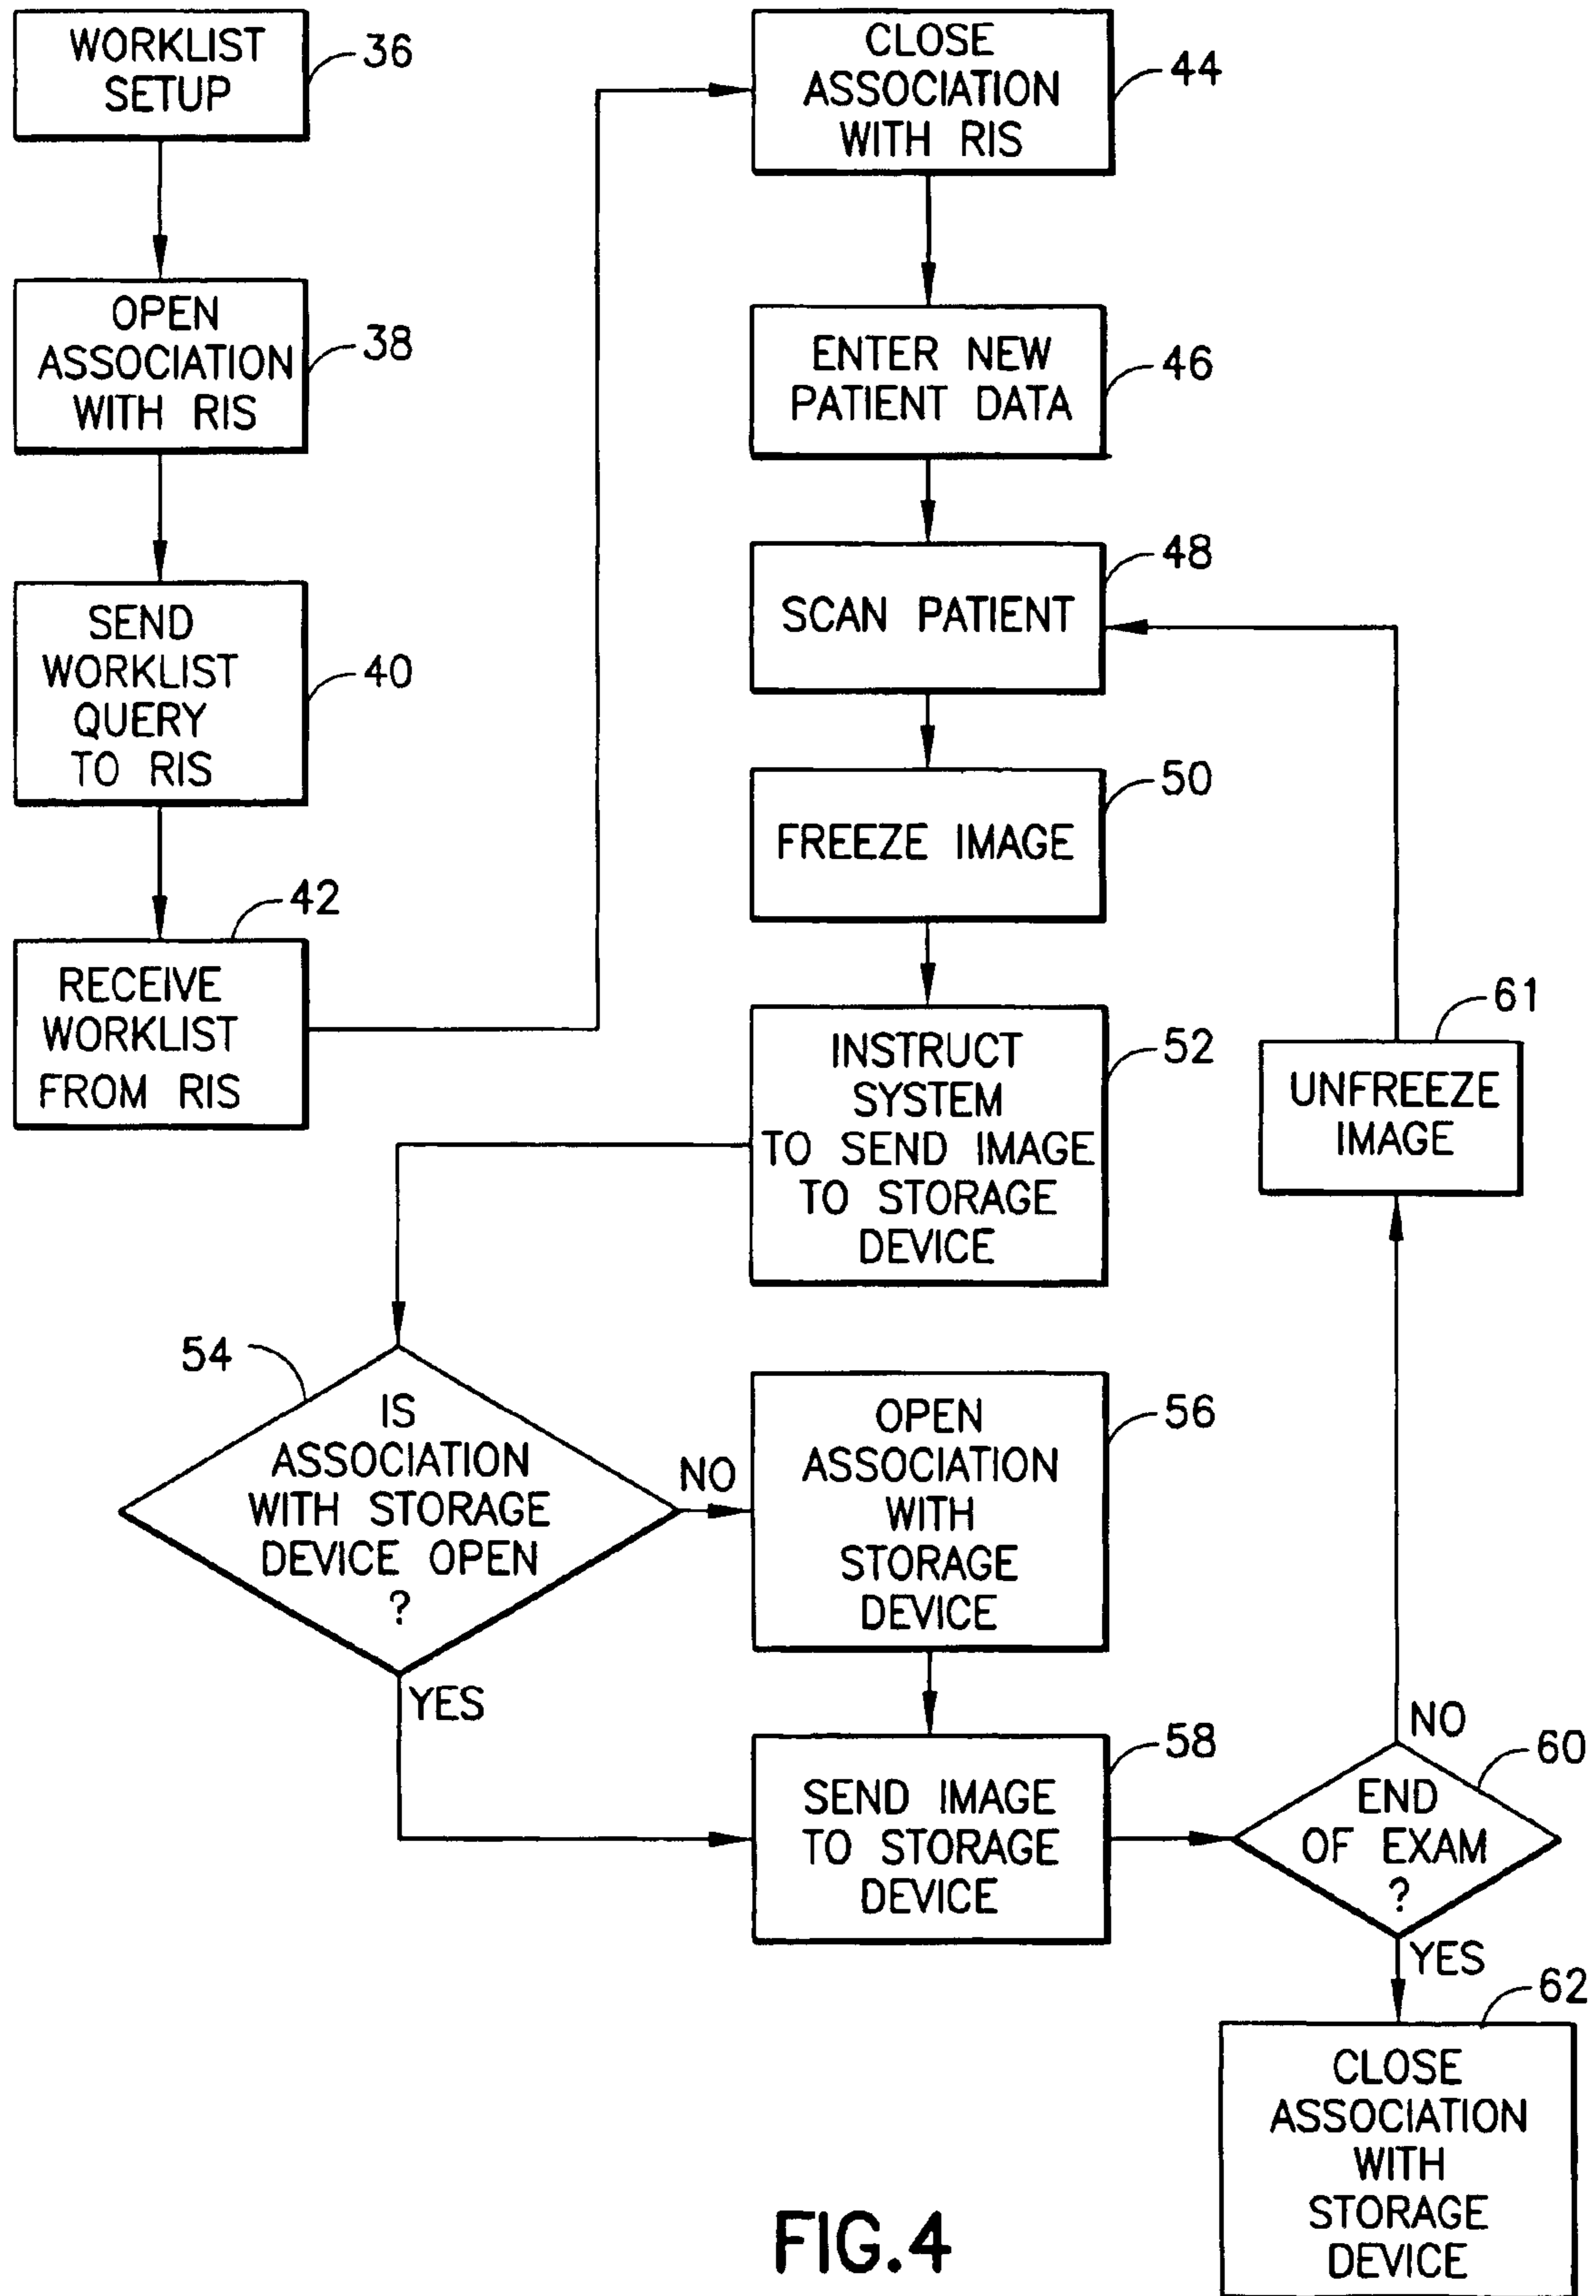 WORKLIST
SETUP
36
OPEN
ASSOCIATION
WITH RIS
38
SEND
WORKLIST
QUERY
TO RIS
40
42
RECEIVE
WORKLIST
FROM RIS
CLOSE
ASSOCIATION
WITH RIS
44
ENTER NEW
PATIENT DATA
46
SCAN PATIENT
48
FREEZE IMAGE
50
INSTRUCT
SYSTEM
TO SEND IMAGE
TO STORAGE
DEVICE
52
54
IS
ASSOCIATION
WITH STORAGE
DEVICE OPEN
?
NO
YES
OPEN
ASSOCIATION
WITH
STORAGE
DEVICE
56
SEND IMAGE
TO STORAGE
DEVICE
58
61
UNFREEZE
IMAGE
NO
60
END
OF EXAM
?
YES
62
CLOSE
ASSOCIATION
WITH
STORAGE
DEVICE
FIG.4